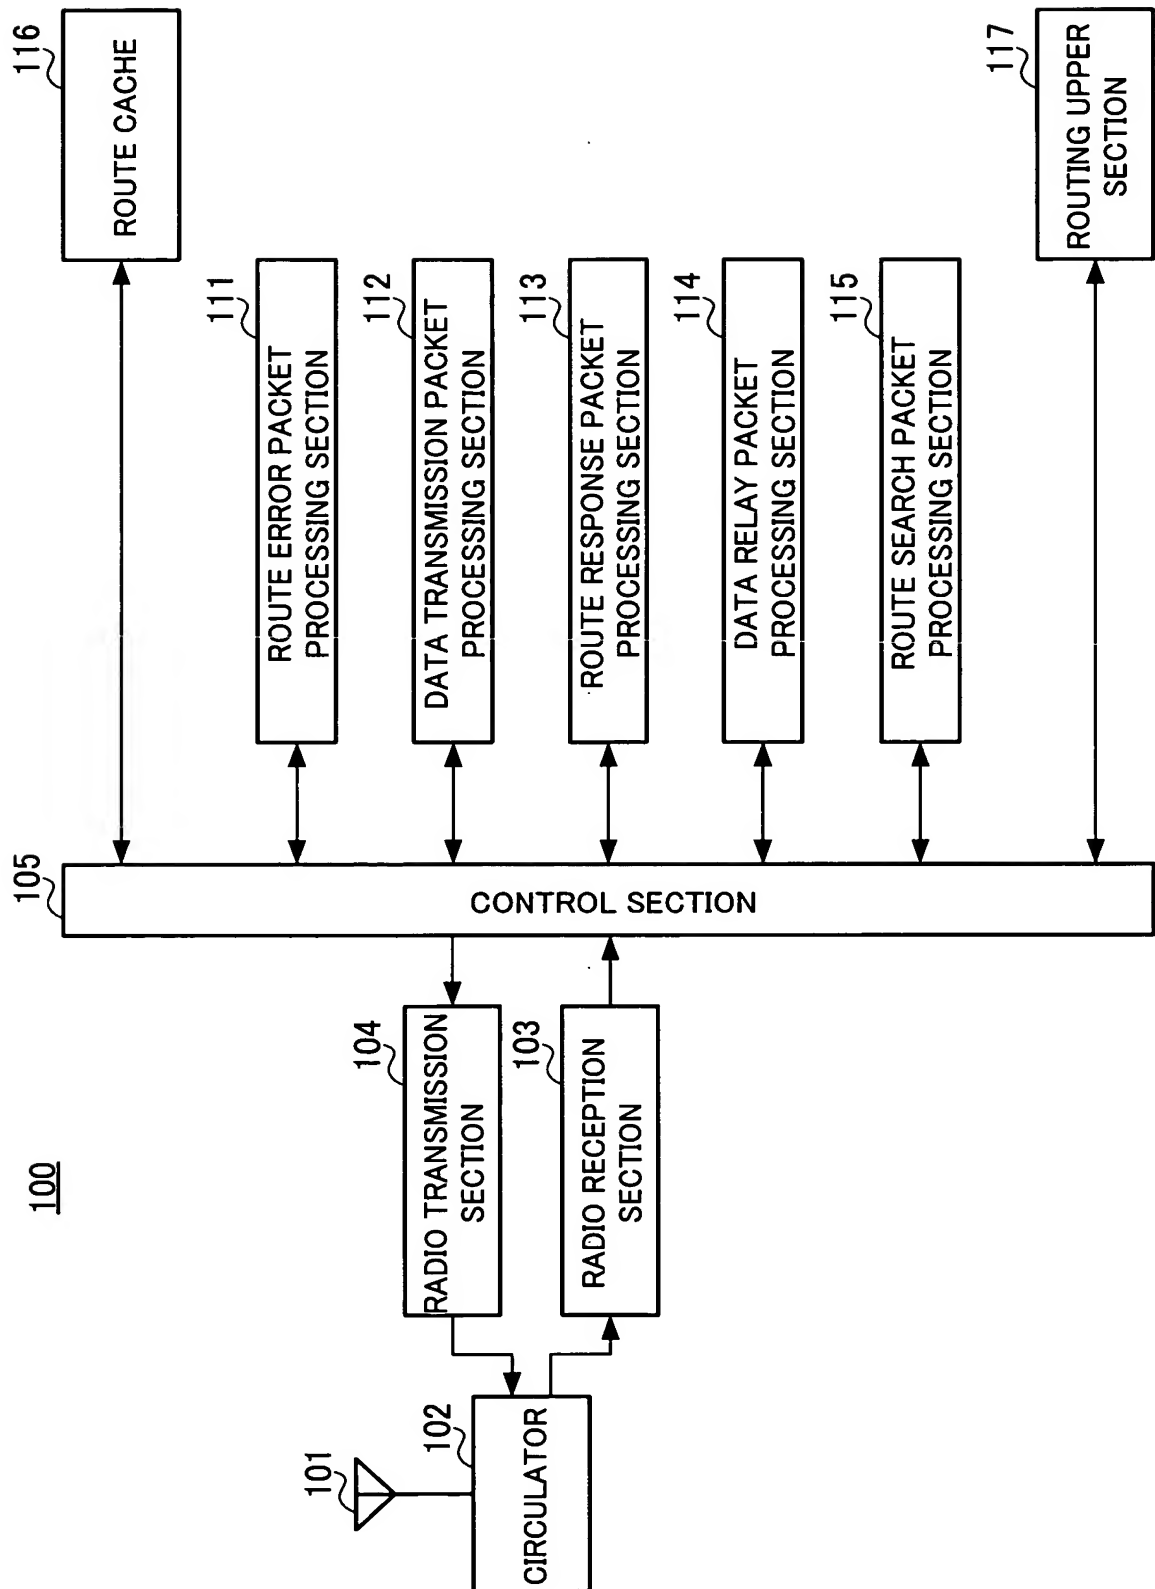 100
101
102
CIRCULATOR
104
RADIO TRANSMISSION
SECTION
103
RADIO RECEPTION
SECTION
105
CONTROL SECTION
116
ROUTE CACHE
111
ROUTE ERROR PACKET
PROCESSING SECTION
112
DATA TRANSMISSION PACKET
PROCESSING SECTION
113
ROUTE RESPONSE PACKET
PROCESSING SECTION
114
DATA RELAY PACKET
PROCESSING SECTION
115
ROUTE SEARCH PACKET
PROCESSING SECTION
117
ROUTING UPPER
SECTION